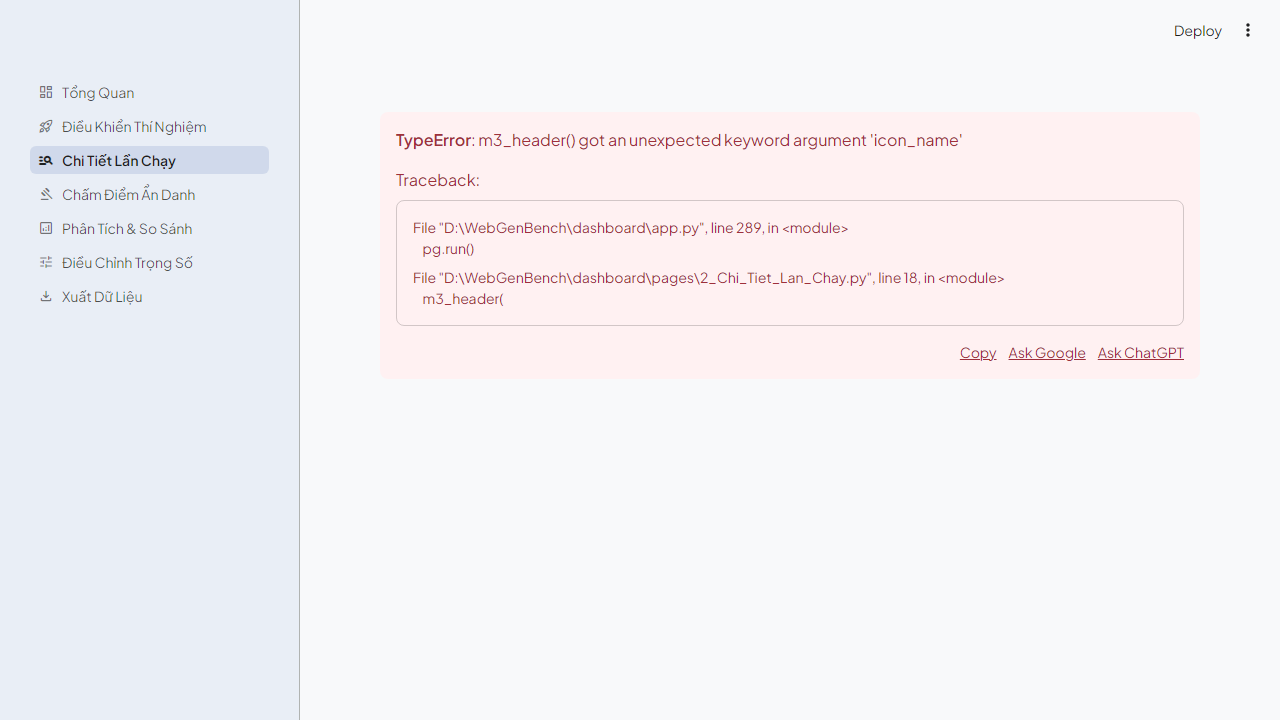 Deploy
Tổng Quan
Điều Khiển Thí Nghiệm
Chi Tiết Lần Chạy
Chấm Điểm Ẩn Danh
Phân Tích & So Sánh
Điều Chỉnh Trọng Số
Xuất Dữ Liệu
TypeError: m3_header() got an unexpected keyword argument 'icon_name'
Traceback:
File "D:\WebGenBench\dashboard\app.py", line 289, in <module>
pg.run()
File "D:\WebGenBench\dashboard\pages\2_Chi_Tiet_Lan_Chay.py", line 18, in <module>
m3_header(
Copy Ask Google Ask ChatGPT